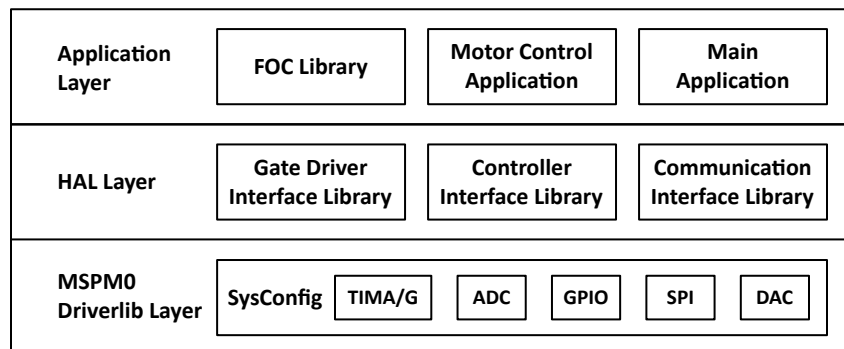 Application
Layer
FOC Library
Motor Control
Application
Main
Application
HAL Layer
Gate Driver
Interface Library
Controller
Interface Library
Communication
Interface Library
MSPM0
Driverlib Layer
SysConfig
TIMA/G
ADC
GPIO
SPI
DAC